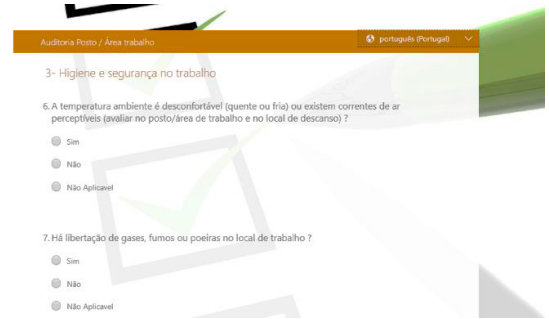 Auditoria Posto / Área trabalho
português (Portugal)
3- Higiene e segurança no trabalho
6. A temperatura ambiente é desconfortável (quente ou fria) ou existem correntes de ar
perceptíveis (avaliar no posto/área de trabalho e no local de descanso) ?
Sim
Não
Não Aplicavel
7. Há libertação de gases, fumos ou poeiras no local de trabalho ?
Sim
Não
Não Aplicavel